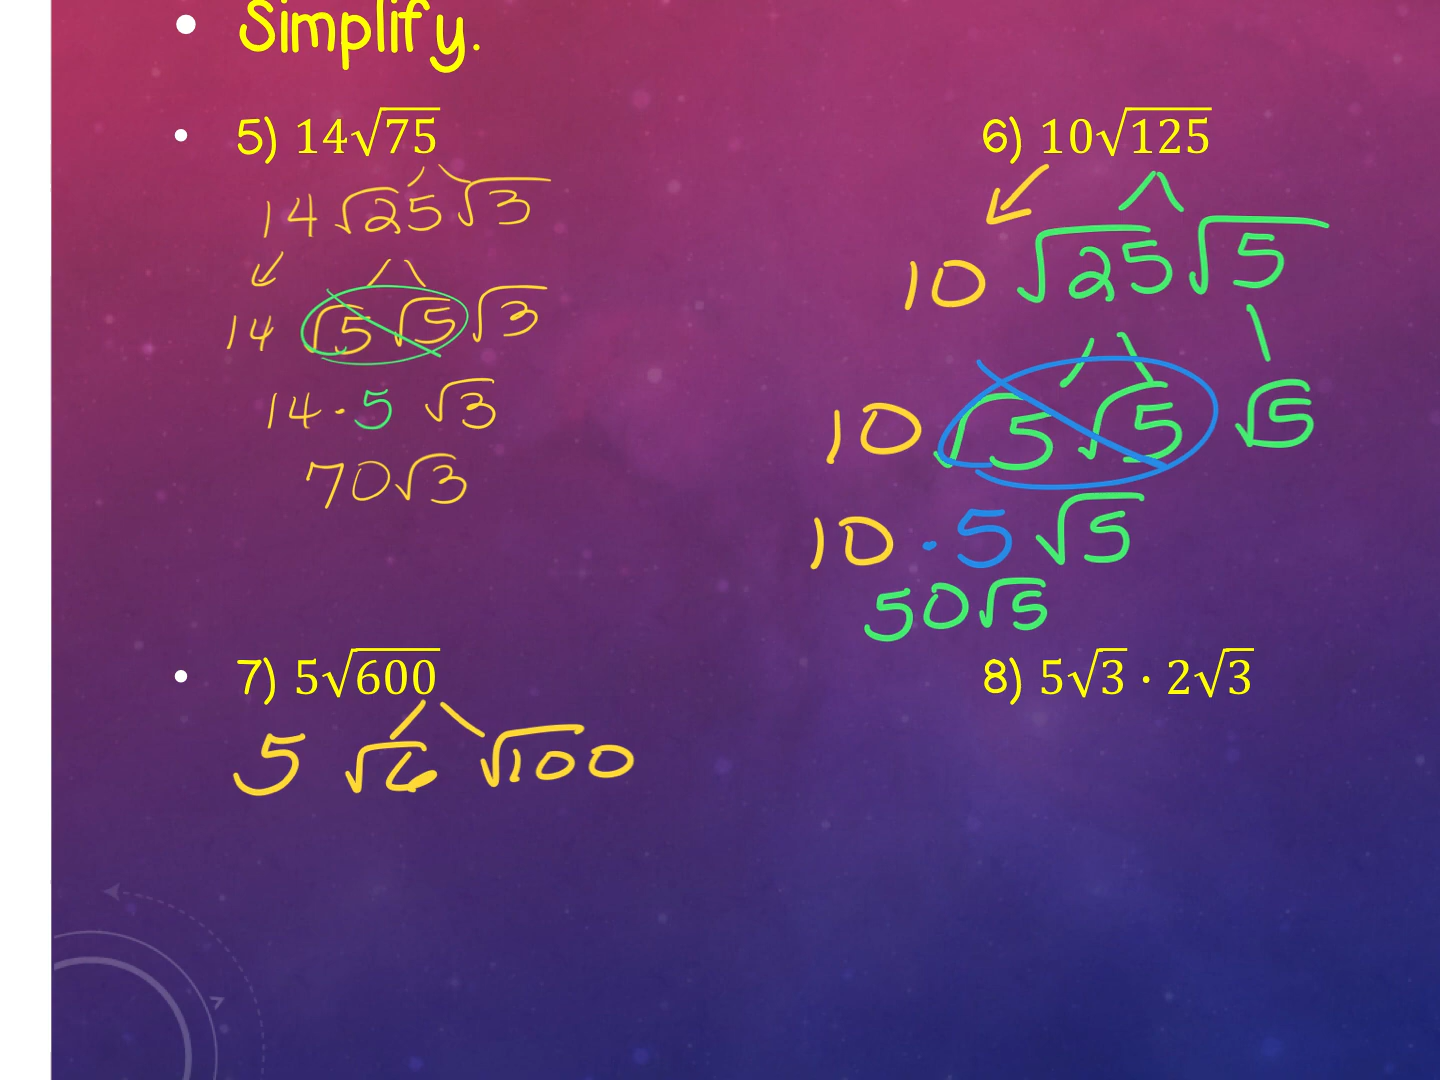 • Simplify.
• 5) 14√75
14 √25 √3
14 √5 √5 √3
14 · 5 √3
70√3
6) 10√125
10 √25 √5
10 √5 √5 √5
10 · 5 √5
50√5
• 7) 5√600
5 √6 √100
8) 5√3 · 2√3